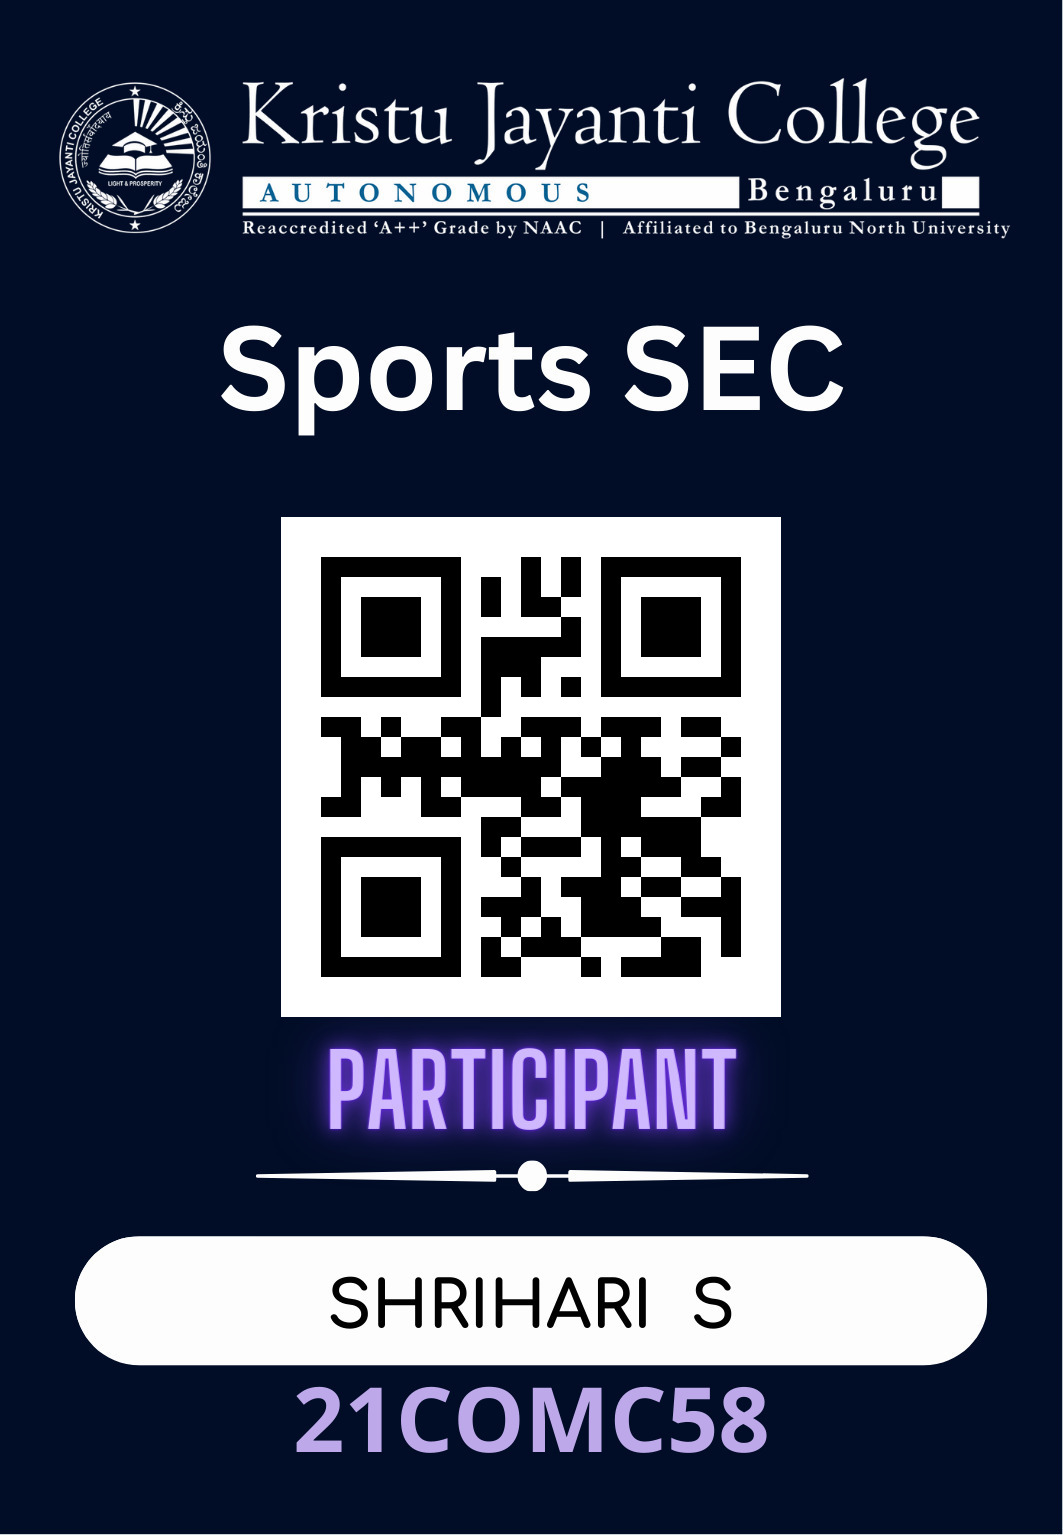 Kristu Jayanti College
AUTONOMOUS Bengaluru
Reaccredited ‘A++’ Grade by NAAC | Affiliated to Bengaluru North University
KRISTU JAYANTI COLLEGE
LIGHT & PROSPERITY
Sports SEC
PARTICIPANT
SHRIHARI S
21COMC58